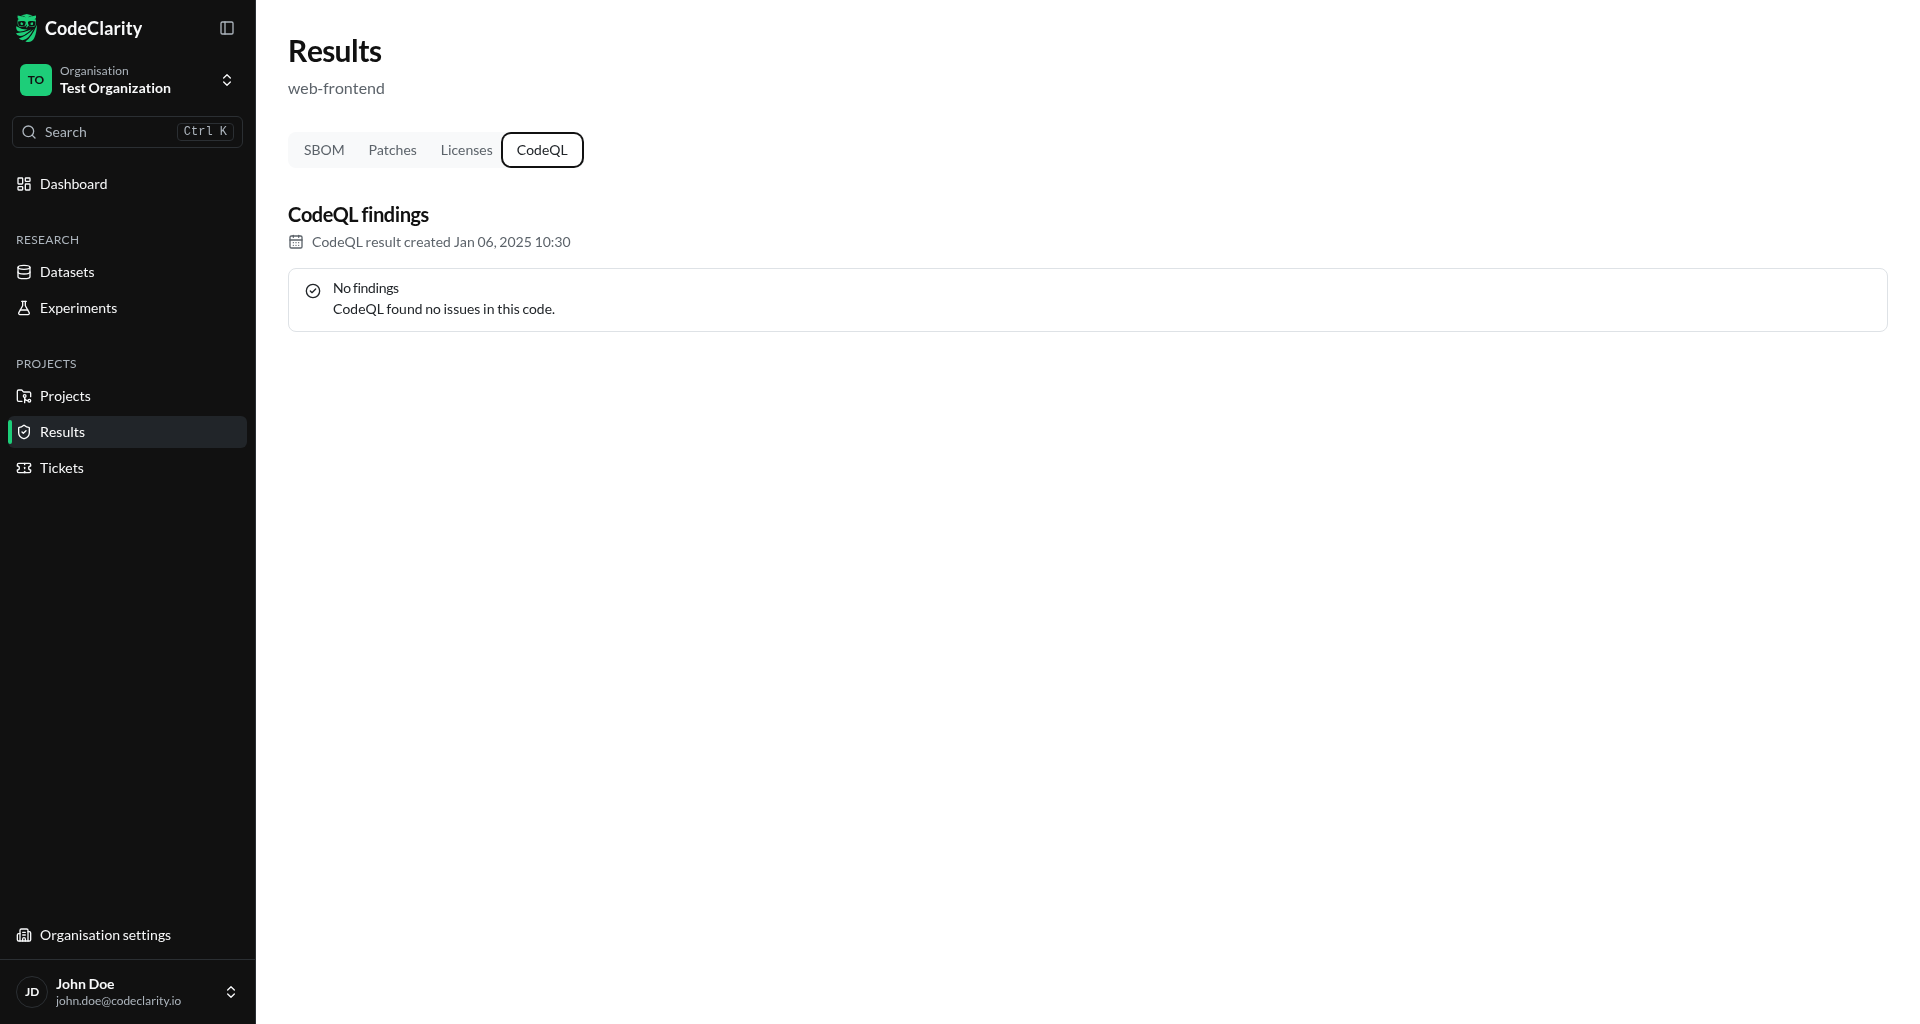 CodeClarity
TO
Organisation
Test Organization
Search
Ctrl K
Dashboard
RESEARCH
Datasets
Experiments
PROJECTS
Projects
Results
Tickets
Organisation settings
JD
John Doe
john.doe@codeclarity.io
Results
web-frontend
SBOM Patches Licenses CodeQL
CodeQL findings
CodeQL result created Jan 06, 2025 10:30
No findings
CodeQL found no issues in this code.